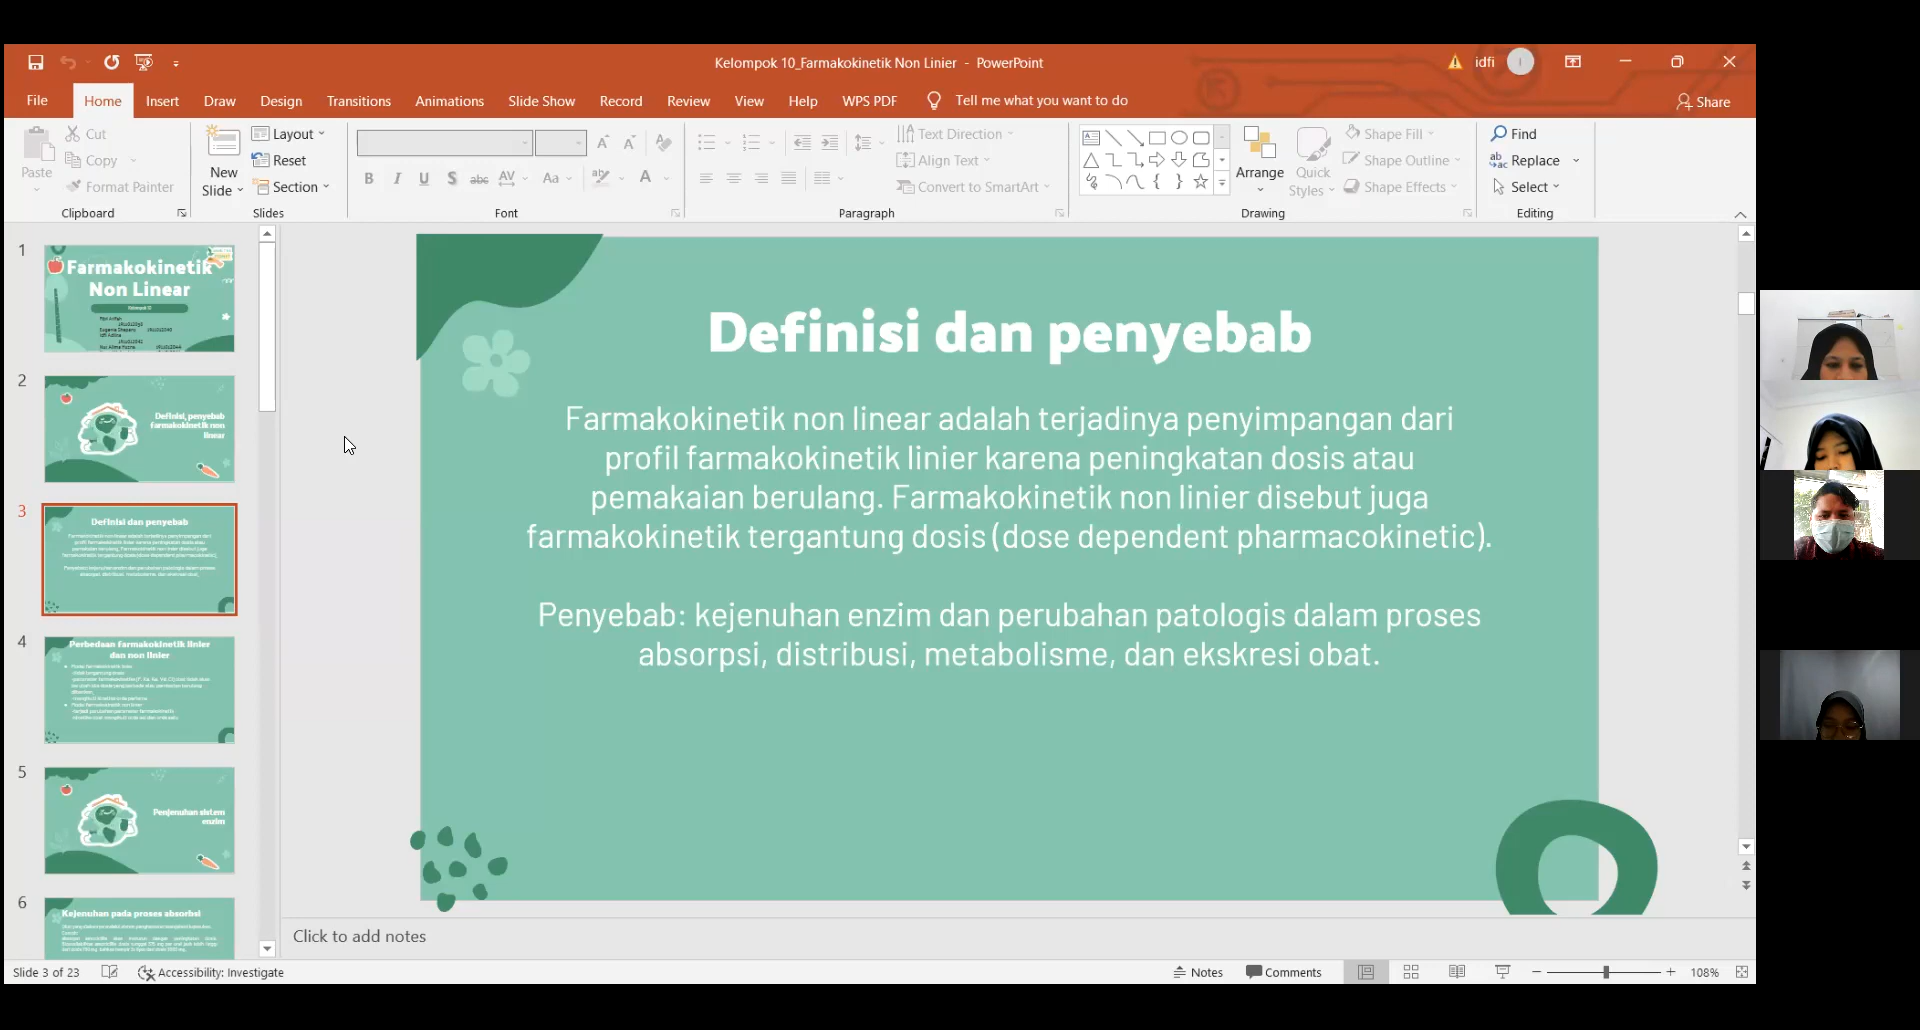 Kelompok 10_Farmakokinetik Non Linier - PowerPoint
idfi
File Home Insert Draw Design Transitions Animations Slide Show Record Review View Help WPS PDF Tell me what you want to do
Share
Paste
Cut
Copy
Format Painter
Clipboard
New
Slide
Layout
Reset
Section
Slides
Font
Text Direction
Align Text
Convert to SmartArt
Paragraph
Arrange
Quick
Styles
Shape Fill
Shape Outline
Shape Effects
Drawing
Find
Replace
Select
Editing
1
Farmakokinetik
Non Linear
2
Definisi, penyebab
farmakokinetik non
linear
3
Definisi dan penyebab
4
Perbedaan farmakokinetik linier
dan non linier
5
Penjenuhan sistem
enzim
6
Kejenuhan pada proses absorbsi
Definisi dan penyebab
Farmakokinetik non linear adalah terjadinya penyimpangan dari
profil farmakokinetik linier karena peningkatan dosis atau
pemakaian berulang. Farmakokinetik non linier disebut juga
farmakokinetik tergantung dosis (dose dependent pharmacokinetic).
Penyebab: kejenuhan enzim dan perubahan patologis dalam proses
absorpsi, distribusi, metabolisme, dan ekskresi obat.
Click to add notes
Slide 3 of 23 Accessibility: Investigate Notes Comments 108%